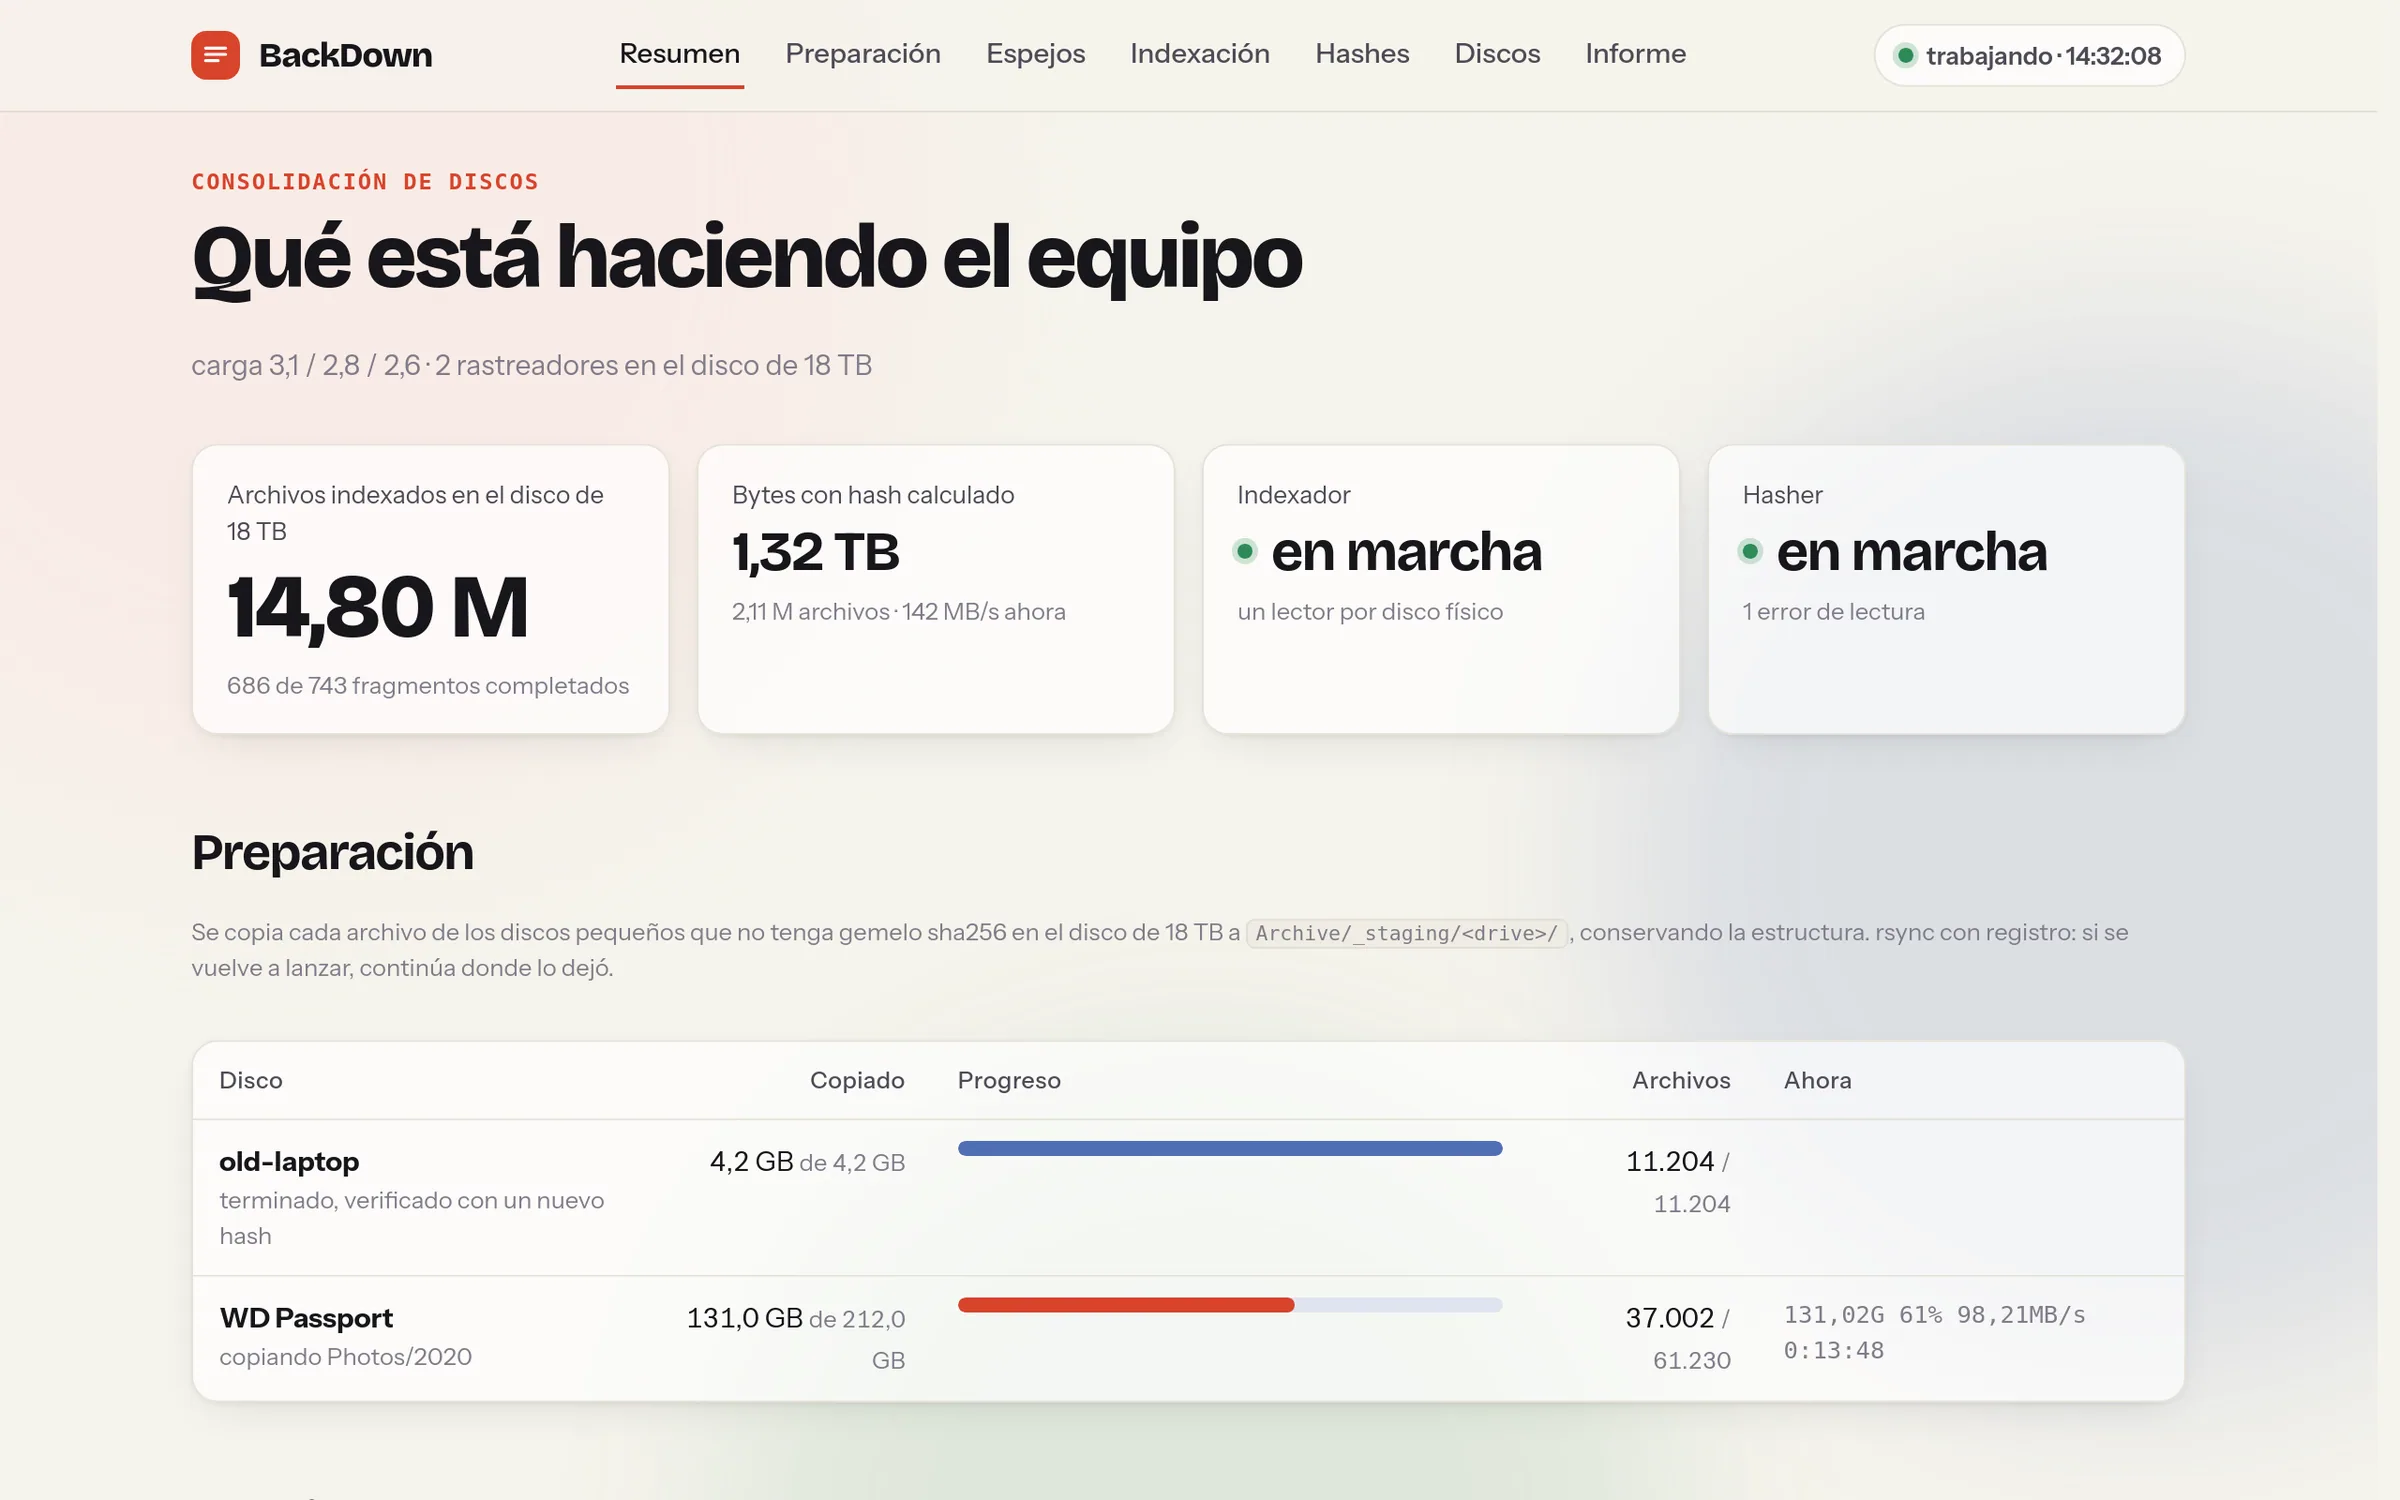 BackDown
Resumen
Preparación
Espejos
Indexación
Hashes
Discos
Informe
trabajando · 14:32:08
CONSOLIDACIÓN DE DISCOS
Qué está haciendo el equipo
carga 3,1 / 2,8 / 2,6 · 2 rastreadores en el disco de 18 TB
Archivos indexados en el disco de
18 TB
14,80 M
686 de 743 fragmentos completados
Bytes con hash calculado
1,32 TB
2,11 M archivos · 142 MB/s ahora
Indexador
en marcha
un lector por disco físico
Hasher
en marcha
1 error de lectura
Preparación
Se copia cada archivo de los discos pequeños que no tenga gemelo sha256 en el disco de 18 TB a Archive/_staging/<drive>/, conservando la estructura. rsync con registro: si se
vuelve a lanzar, continúa donde lo dejó.
Disco
Copiado
Progreso
Archivos
Ahora
old-laptop
terminado, verificado con un nuevo
hash
4,2 GB de 4,2 GB
11.204 /
11.204
WD Passport
copiando Photos/2020
131,0 GB de 212,0
GB
37.002 /
61.230
131,02G 61% 98,21MB/s
0:13:48